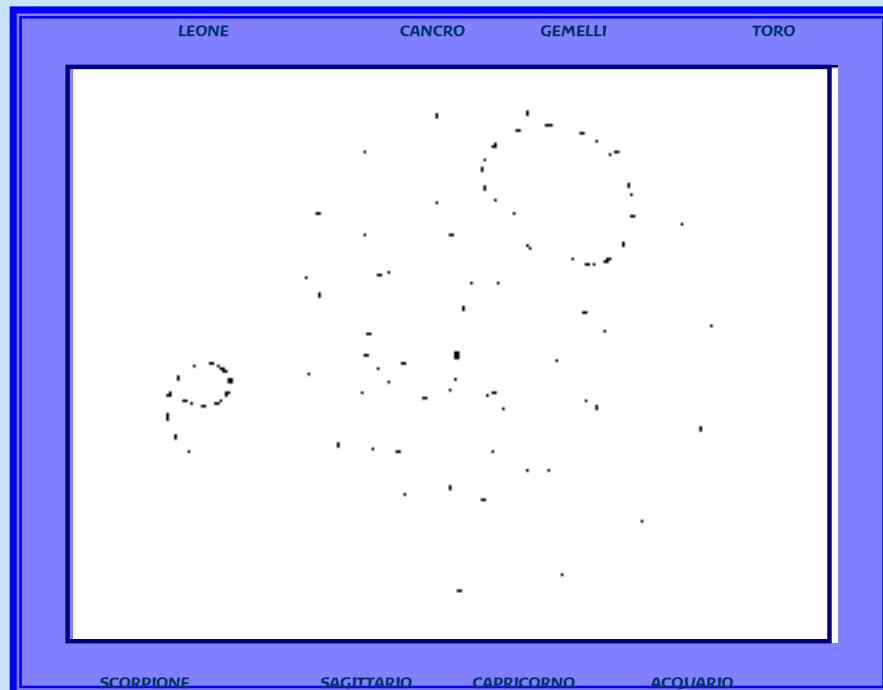 LEONE CANCRO GEMELLI TORO
SCORPIONE SAGITTARIO CAPRICORNO ACQUARIO